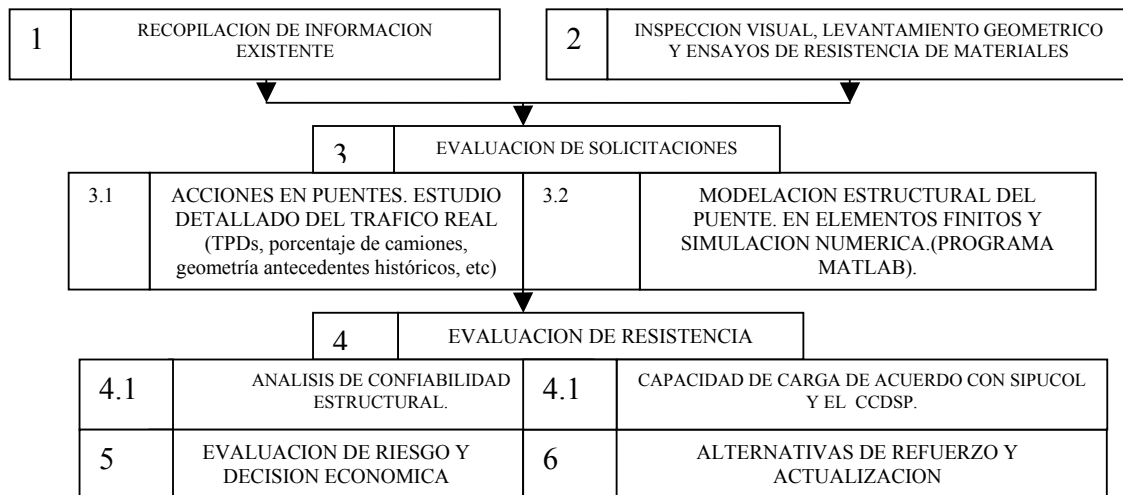 1
RECOPILACION DE INFORMACION
EXISTENTE
2
INSPECCION VISUAL, LEVANTAMIENTO GEOMETRICO
Y ENSAYOS DE RESISTENCIA DE MATERIALES
3
EVALUACION DE SOLICITACIONES
3.1
ACCIONES EN PUENTES. ESTUDIO
DETALLADO DEL TRAFICO REAL
(TPDs, porcentaje de camiones,
geometría antecedentes históricos, etc)
3.2
MODELACION ESTRUCTURAL DEL
PUENTE. EN ELEMENTOS FINITOS Y
SIMULACION NUMERICA.(PROGRAMA
MATLAB).
4
EVALUACION DE RESISTENCIA
4.1
ANALISIS DE CONFIABILIDAD
ESTRUCTURAL.
4.1
CAPACIDAD DE CARGA DE ACUERDO CON SIPUCOL
Y EL CCDSP.
5
EVALUACION DE RIESGO Y
DECISION ECONOMICA
6
ALTERNATIVAS DE REFUERZO Y
ACTUALIZACION